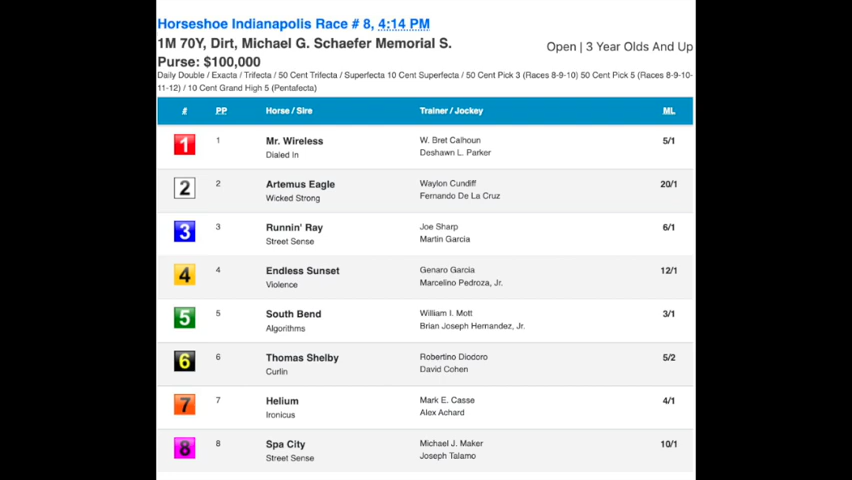 Horseshoe Indianapolis Race # 8, 4:14 PM
1M 70Y, Dirt, Michael G. Schaefer Memorial S.
Open | 3 Year Olds And Up
Purse: $100,000
Daily Double / Exacta / Trifecta / 50 Cent Trifecta / Superfecta 10 Cent Superfecta / 50 Cent Pick 3 (Races 8-9-10) 50 Cent Pick 5 (Races 8-9-10-
11-12) / 10 Cent Grand High 5 (Pentafecta)
# PP Horse / Sire Trainer / Jockey ML
1 1 Mr. Wireless W. Bret Calhoun 5/1
Dialed In Deshawn L. Parker
2 2 Artemus Eagle Waylon Cundiff 20/1
Wicked Strong Fernando De La Cruz
3 3 Runnin' Ray Joe Sharp 6/1
Street Sense Martin Garcia
4 4 Endless Sunset Genaro Garcia 12/1
Violence Marcelino Pedroza, Jr.
5 5 South Bend William I. Mott 3/1
Algorithms Brian Joseph Hernandez, Jr.
6 6 Thomas Shelby Robertino Diodoro 5/2
Curlin David Cohen
7 7 Helium Mark E. Casse 4/1
Ironicus Alex Achard
8 8 Spa City Michael J. Maker 10/1
Street Sense Joseph Talamo